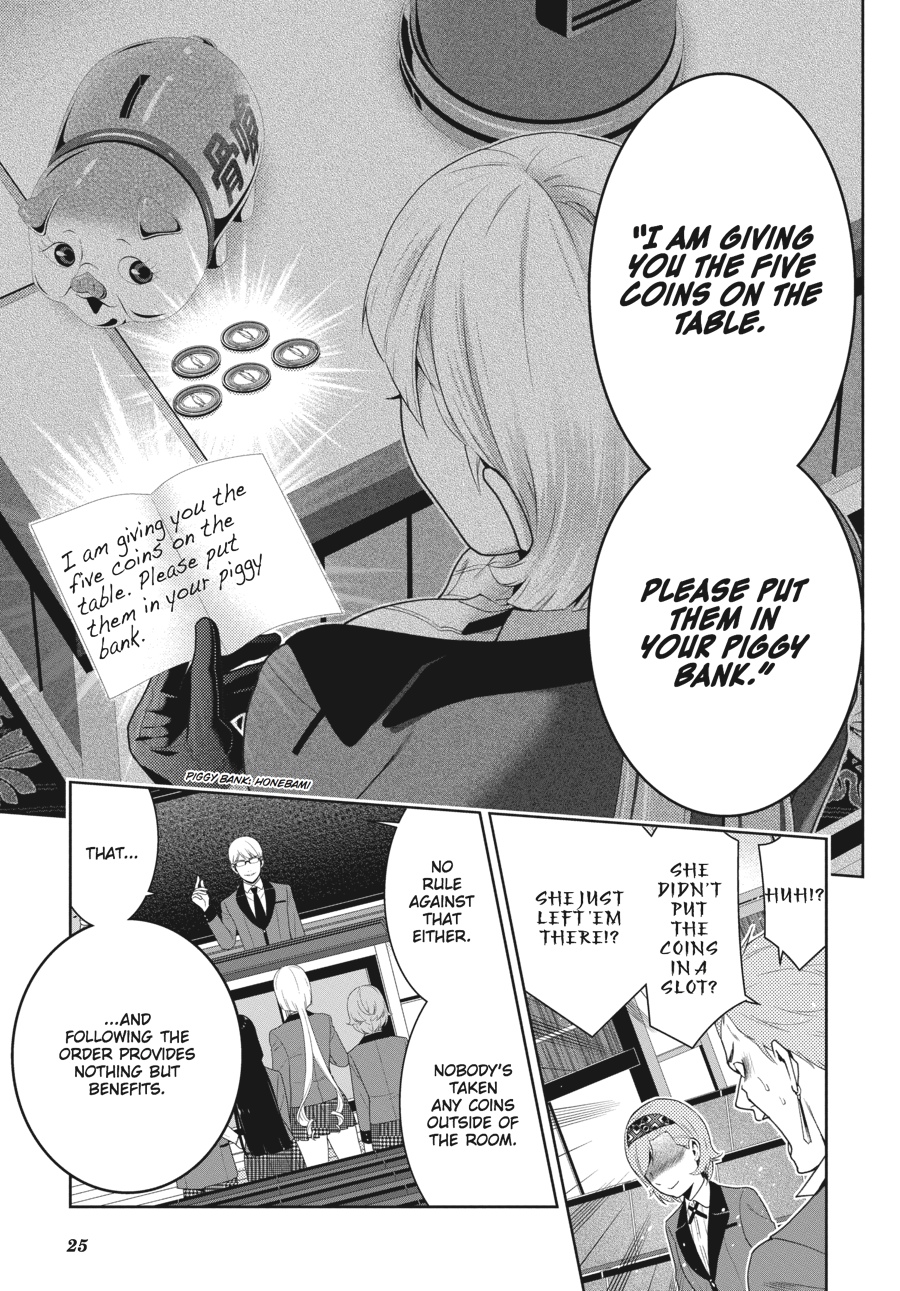 "I AM GIVING
YOU THE FIVE
COINS ON THE
TABLE.
PLEASE PUT
THEM IN
YOUR PIGGY
BANK."
骨喰
I am giving you the
five coins on the
table. Please put
them in your piggy
bank.
PIGGY BANK: HONEBAMI
HUH!?
SHE
DIDN'T
PUT
THE
COINS
IN A
SLOT?
SHE JUST
LEFT 'EM
THERE!?
NO
RULE
AGAINST
THAT
EITHER.
NOBODY'S
TAKEN
ANY COINS
OUTSIDE OF
THE ROOM.
THAT...
...AND
FOLLOWING THE
ORDER PROVIDES
NOTHING BUT
BENEFITS.
25